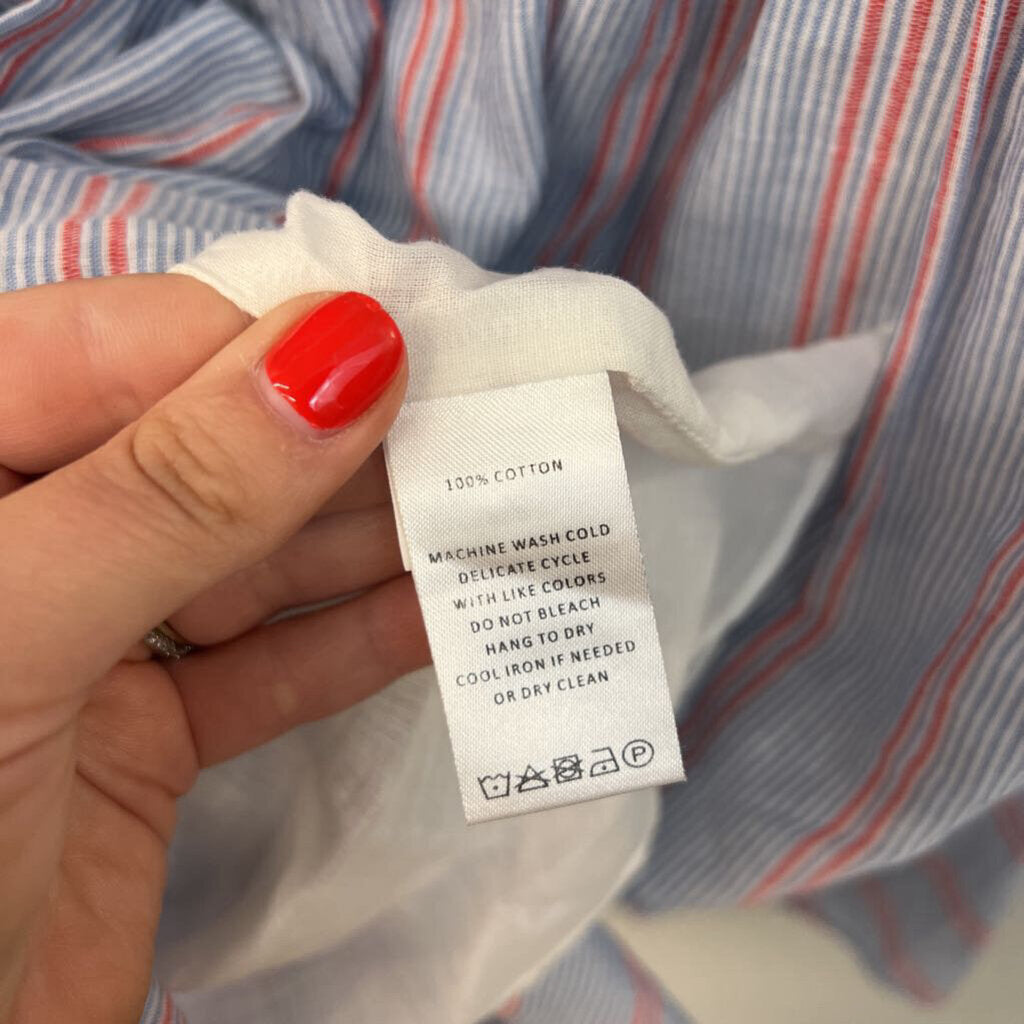 100% COTTON
MACHINE WASH COLD
DELICATE CYCLE
WITH LIKE COLORS
DO NOT BLEACH
HANG TO DRY
COOL IRON IF NEEDED
OR DRY CLEAN
P